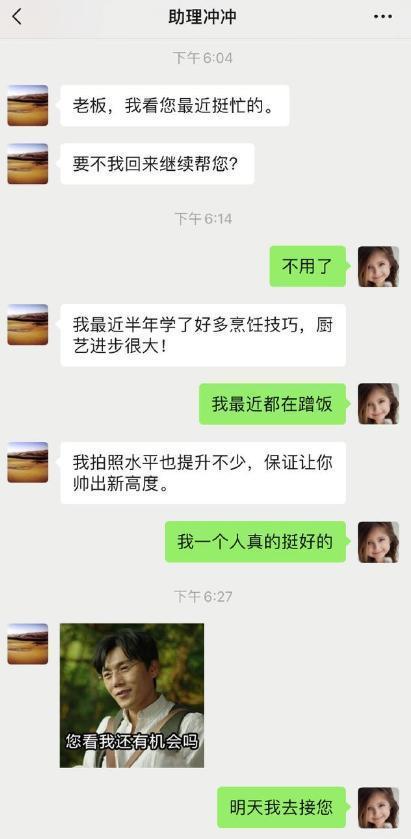 助理冲冲
下午6:04
老板，我看您最近挺忙的。
要不我回来继续帮您？
下午6:14
不用了
我最近半年学了好多烹饪技巧，厨
艺进步很大！
我最近都在蹭饭
我拍照水平也提升不少，保证让你
帅出新高度。
我一个人真的挺好的
下午6:27
您看我还有机会吗
明天我去接您